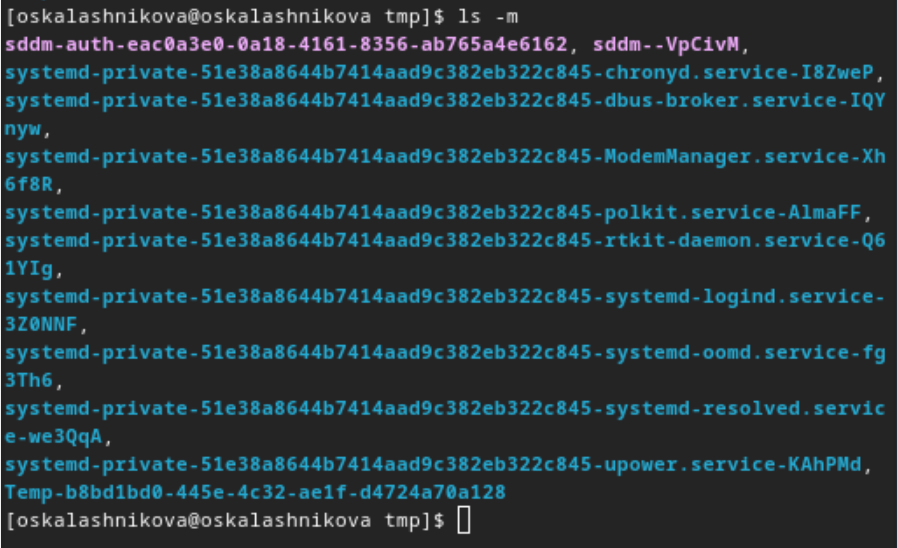 [oskalashnikova@oskalashnikova tmp]$ ls -m
sddm-auth-eac0a3e0-0a18-4161-8356-ab765a4e6162, sddm--VpCivM,
systemd-private-51e38a8644b7414aad9c382eb322c845-chronyd.service-I8ZweP,
systemd-private-51e38a8644b7414aad9c382eb322c845-dbus-broker.service-IQY
nyw,
systemd-private-51e38a8644b7414aad9c382eb322c845-ModemManager.service-Xh
6f8R,
systemd-private-51e38a8644b7414aad9c382eb322c845-polkit.service-AlmaFF,
systemd-private-51e38a8644b7414aad9c382eb322c845-rtkit-daemon.service-Q6
1YIg,
systemd-private-51e38a8644b7414aad9c382eb322c845-systemd-logind.service-
3Z0NNF,
systemd-private-51e38a8644b7414aad9c382eb322c845-systemd-oomd.service-fg
3Th6,
systemd-private-51e38a8644b7414aad9c382eb322c845-systemd-resolved.servic
e-we3QqA,
systemd-private-51e38a8644b7414aad9c382eb322c845-upower.service-KAhPMd,
Temp-b8bd1bd0-445e-4c32-ae1f-d4724a70a128
[oskalashnikova@oskalashnikova tmp]$